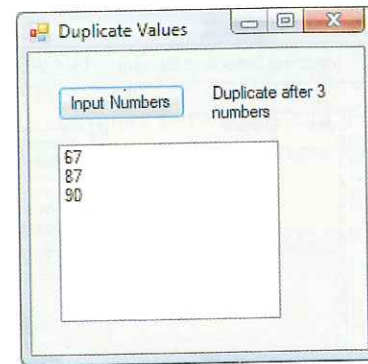 Duplicate Values
Input Numbers
Duplicate after 3
numbers
67
87
90